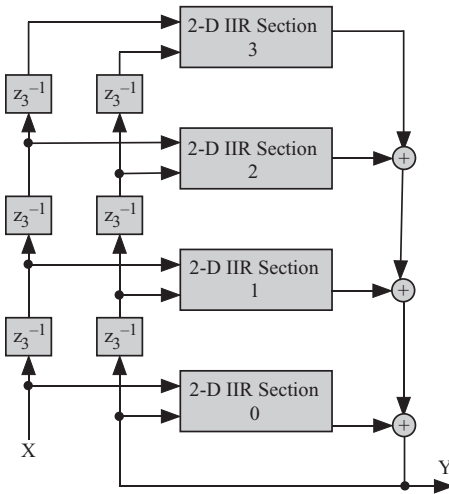 2-D IIR Section
3
z₃⁻¹ z₃⁻¹
2-D IIR Section
2
+
z₃⁻¹ z₃⁻¹
2-D IIR Section
1
+
z₃⁻¹ z₃⁻¹
2-D IIR Section
0
+
X
Y